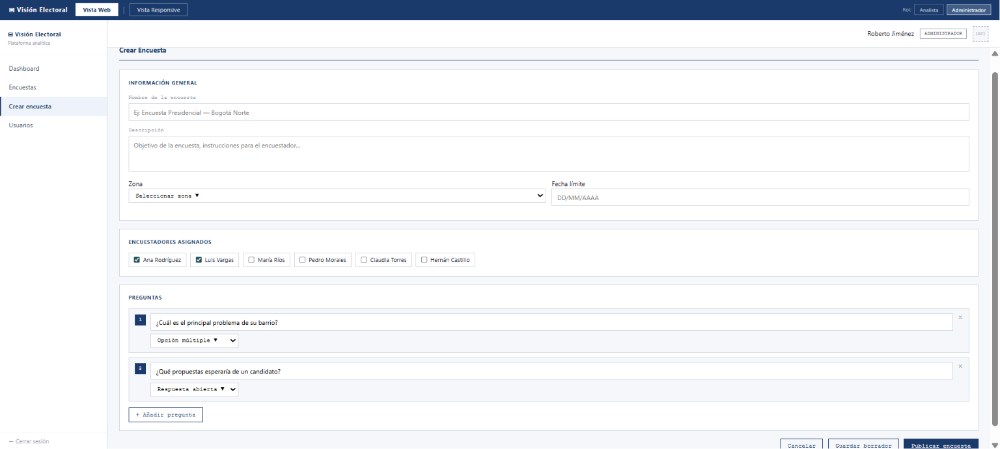 Visión Electoral
Vista Web
Vista Responsive
Rol:
Analista
Administrador
Visión Electoral
Plataforma analítica
Roberto Jiménez
ADMINISTRADOR
[AV]
Dashboard
Encuestas
Crear encuesta
Usuarios
← Cerrar sesión
Crear Encuesta
INFORMACIÓN GENERAL
Nombre de la encuesta
Ej: Encuesta Presidencial — Bogotá Norte
Descripción
Objetivo de la encuesta, instrucciones para el encuestador...
Zona
Seleccionar zona ▼
Fecha límite
DD/MM/AAAA
ENCUESTADORES ASIGNADOS
Ana Rodríguez
Luis Vargas
María Ríos
Pedro Morales
Claudia Torres
Hernán Castillo
PREGUNTAS
1
¿Cuál es el principal problema de su barrio?
×
Opción múltiple ▼
2
¿Qué propuestas esperaría de un candidato?
×
Respuesta abierta ▼
+ Añadir pregunta
Cancelar
Guardar borrador
Publicar encuesta